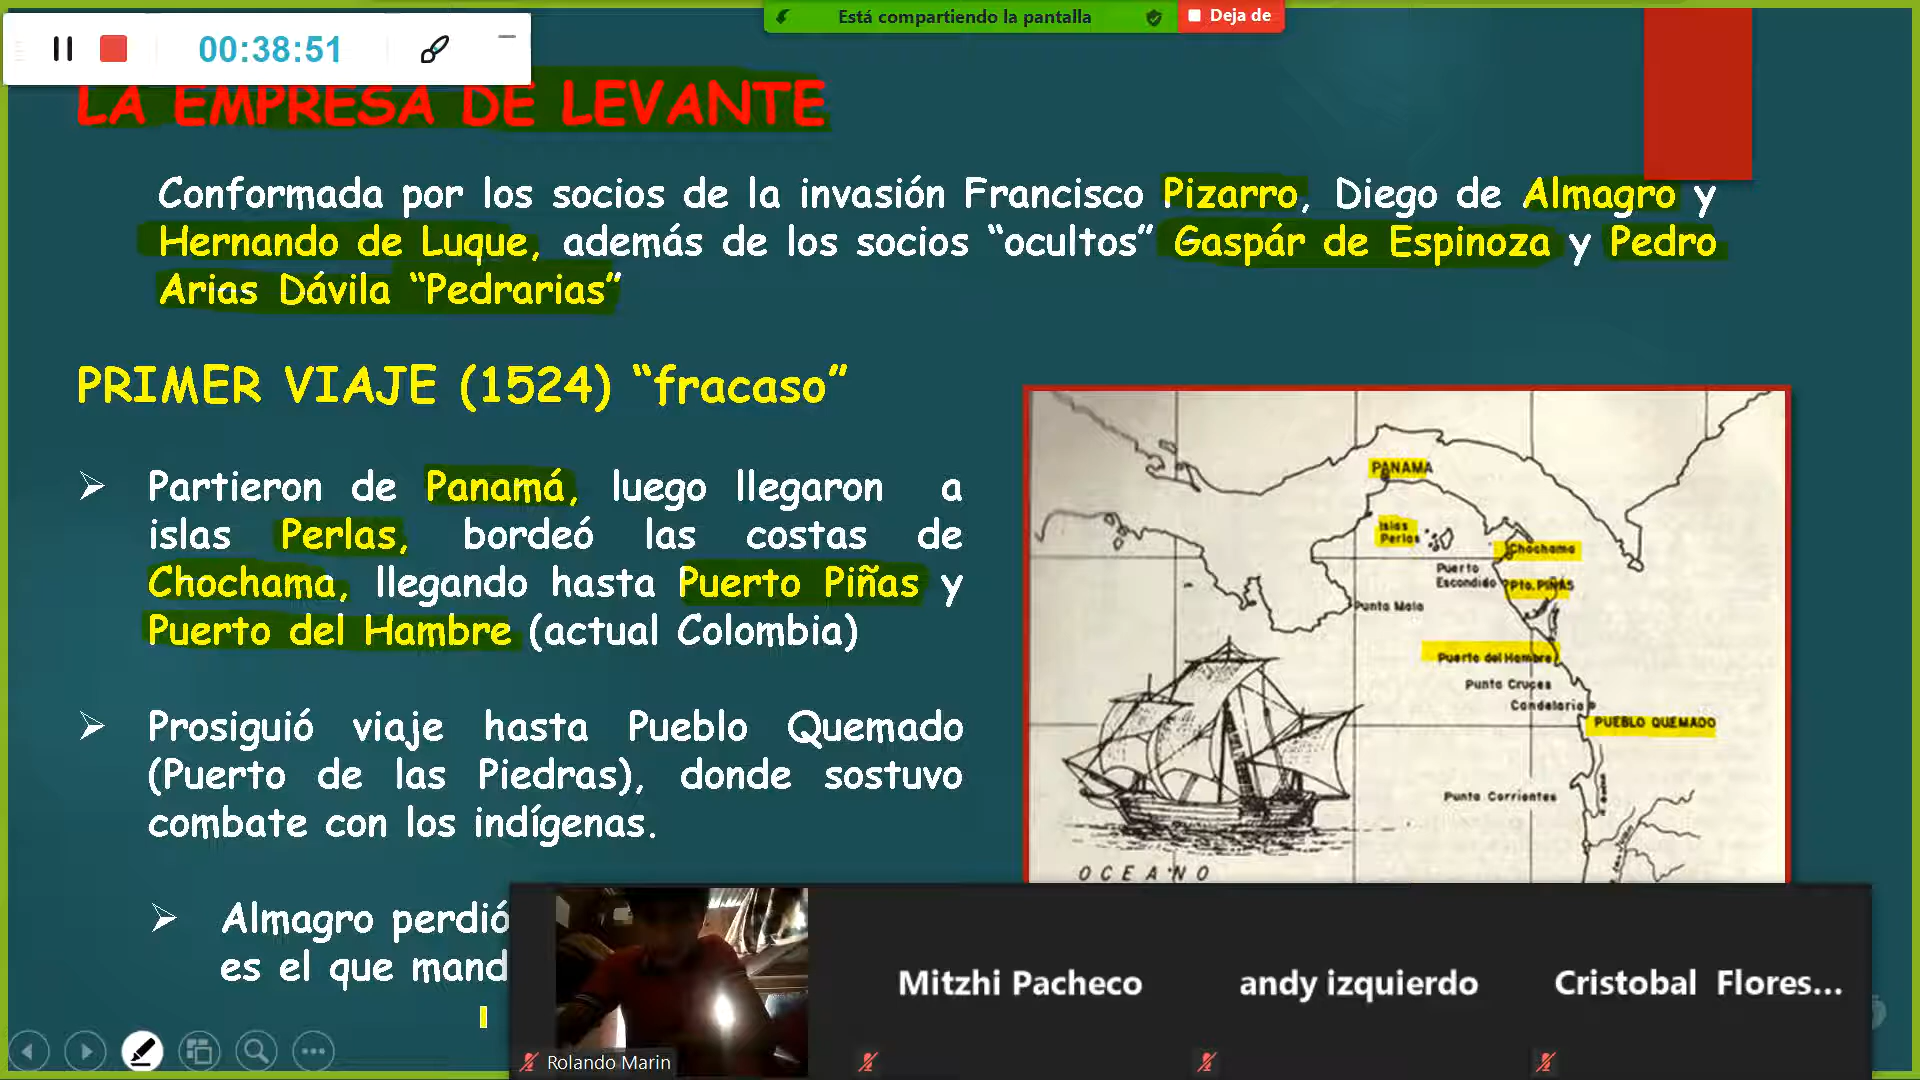 Está compartiendo la pantalla
Deja de
00:38:51
LA EMPRESA DE LEVANTE
Conformada por los socios de la invasión Francisco Pizarro, Diego de Almagro y
Hernando de Luque, además de los socios “ocultos” Gaspár de Espinoza y Pedro
Arias Dávila “Pedrarias”
PRIMER VIAJE (1524) “fracaso”
Partieron de Panamá, luego llegaron a
islas Perlas, bordeó las costas de
Chochama, llegando hasta Puerto Piñas y
Puerto del Hambre (actual Colombia)
Prosiguió viaje hasta Pueblo Quemado
(Puerto de las Piedras), donde sostuvo
combate con los indígenas.
Almagro perdió
es el que mand
PANAMA
Islas
Perlas
Chochama
Puerto
Escondido
Pto. PIÑAS
Punta Mala
Puerto del Hambre
Punta Cruces
Candelaria
PUEBLO QUEMADO
Punta Corrientes
OCEANO
Rolando Marin
Mitzhi Pacheco
andy izquierdo
Cristobal Flores...